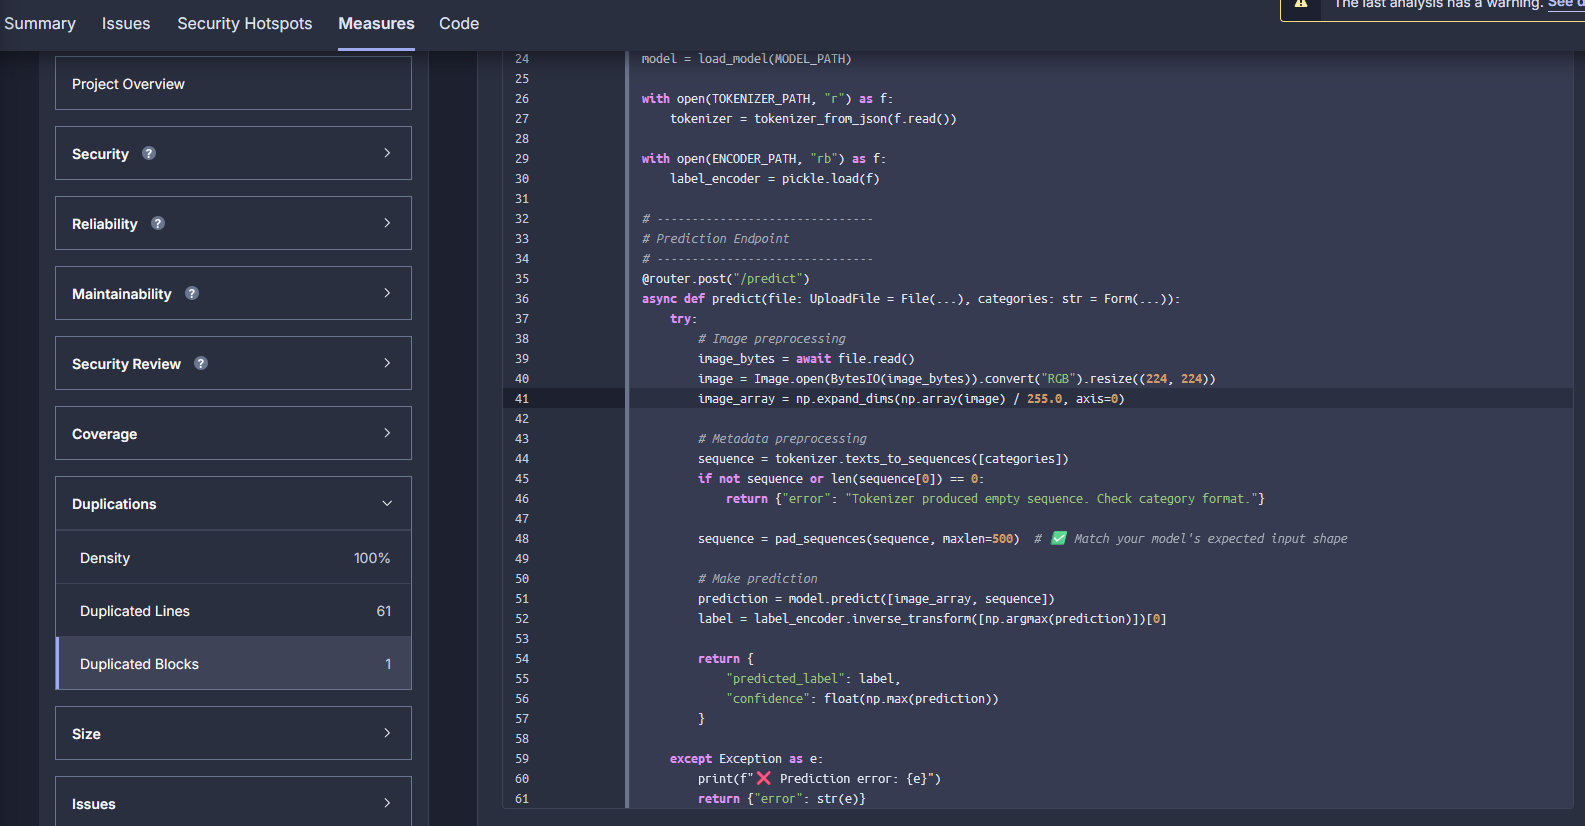 Summary Issues Security Hotspots Measures Code
The last analysis has a warning. See d
Project Overview
Security ?
Reliability ?
Maintainability ?
Security Review ?
Coverage
Duplications
Density 100%
Duplicated Lines 61
Duplicated Blocks 1
Size
Issues
24 model = load_model(MODEL_PATH)
25
26 with open(TOKENIZER_PATH, "r") as f:
27     tokenizer = tokenizer_from_json(f.read())
28
29 with open(ENCODER_PATH, "rb") as f:
30     label_encoder = pickle.load(f)
31
32 # -------------------------------
33 # Prediction Endpoint
34 # -------------------------------
35 @router.post("/predict")
36 async def predict(file: UploadFile = File(...), categories: str = Form(...)):
37     try:
38         # Image preprocessing
39         image_bytes = await file.read()
40         image = Image.open(BytesIO(image_bytes)).convert("RGB").resize((224, 224))
41         image_array = np.expand_dims(np.array(image) / 255.0, axis=0)
42
43         # Metadata preprocessing
44         sequence = tokenizer.texts_to_sequences([categories])
45         if not sequence or len(sequence[0]) == 0:
46             return {"error": "Tokenizer produced empty sequence. Check category format."}
47
48         sequence = pad_sequences(sequence, maxlen=500)  # ✅ Match your model's expected input shape
49
50         # Make prediction
51         prediction = model.predict([image_array, sequence])
52         label = label_encoder.inverse_transform([np.argmax(prediction)])[0]
53
54         return {
55             "predicted_label": label,
56             "confidence": float(np.max(prediction))
57         }
58
59     except Exception as e:
60         print(f"❌ Prediction error: {e}")
61         return {"error": str(e)}